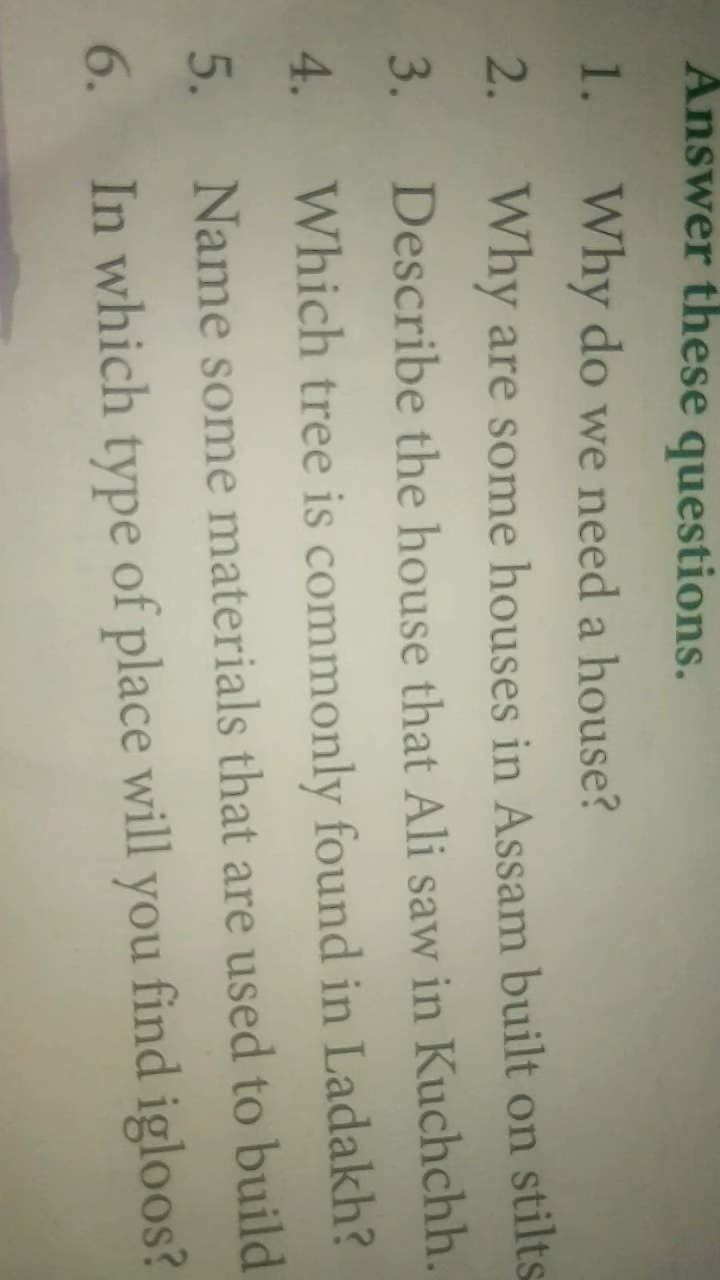 Answer these questions.
1. Why do we need a house?
2. Why are some houses in Assam built on stilts
3. Describe the house that Ali saw in Kuchchh.
4. Which tree is commonly found in Ladakh?
5. Name some materials that are used to build
6. In which type of place will you find igloos?